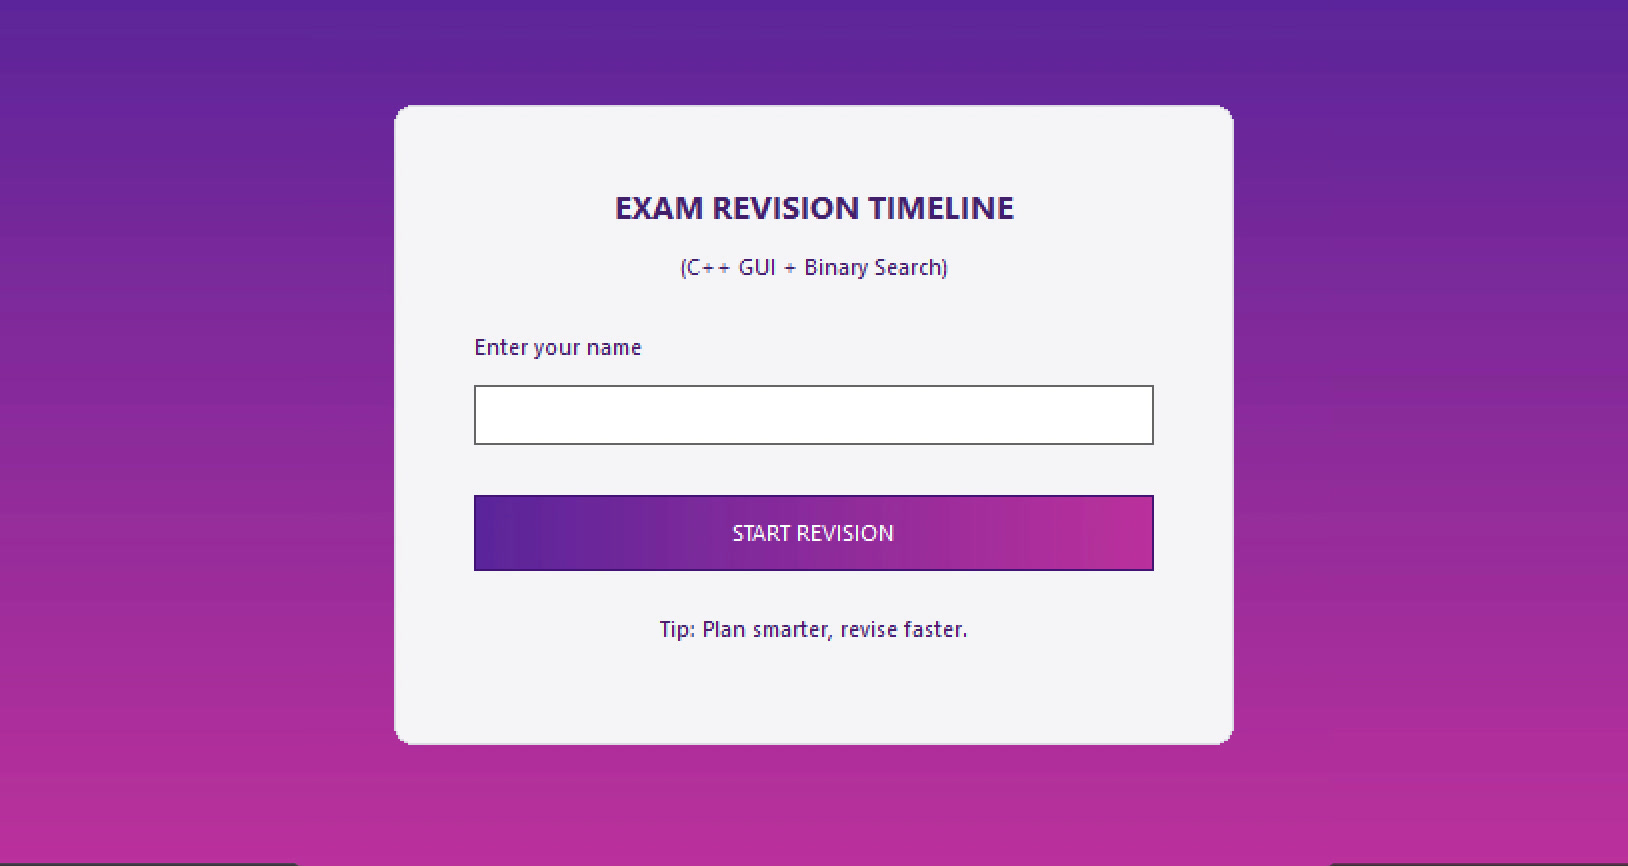 EXAM REVISION TIMELINE
(C++ GUI + Binary Search)
Enter your name
START REVISION
Tip: Plan smarter, revise faster.